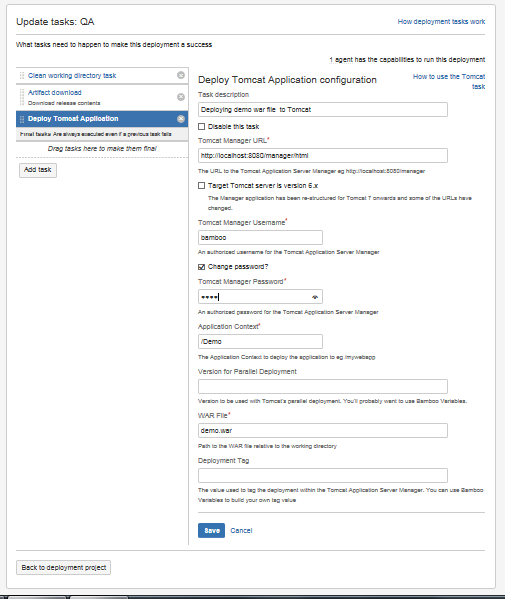 Update tasks: QA
How deployment tasks work
What tasks need to happen to make this deployment a success
1 agent has the capabilities to run this deployment
Clean working directory task
Artifact download
Download release contents
Deploy Tomcat Application
Final tasks Are always executed even if a previous task fails
Drag tasks here to make them final
Add task
Deploy Tomcat Application configuration
How to use the Tomcat
task
Task description
Deploying demo war file to Tomcat
Disable this task
Tomcat Manager URL*
http://localhost:8080/manager/html
The URL to the Tomcat Application Server Manager eg http://localhost:8080/manager
Target Tomcat server is version 6.x
The Manager application has been re-structured for Tomcat 7 onwards and some of the URLs have
changed.
Tomcat Manager Username*
bamboo
An authorized username for the Tomcat Application Server Manager
Change password?
Tomcat Manager Password*
••••
An authorized password for the Tomcat Application Server Manager
Application Context*
/Demo
The Application Context to deploy the application to eg /mywebapp
Version for Parallel Deployment
Version to be used with Tomcat's parallel deployment. You'll probably want to use Bamboo Variables.
WAR File*
demo.war
Path to the WAR file relative to the working directory
Deployment Tag
The value used to tag the deployment within the Tomcat Application Server Manager. You can use Bamboo
Variables to build your own tag value
Save Cancel
Back to deployment project